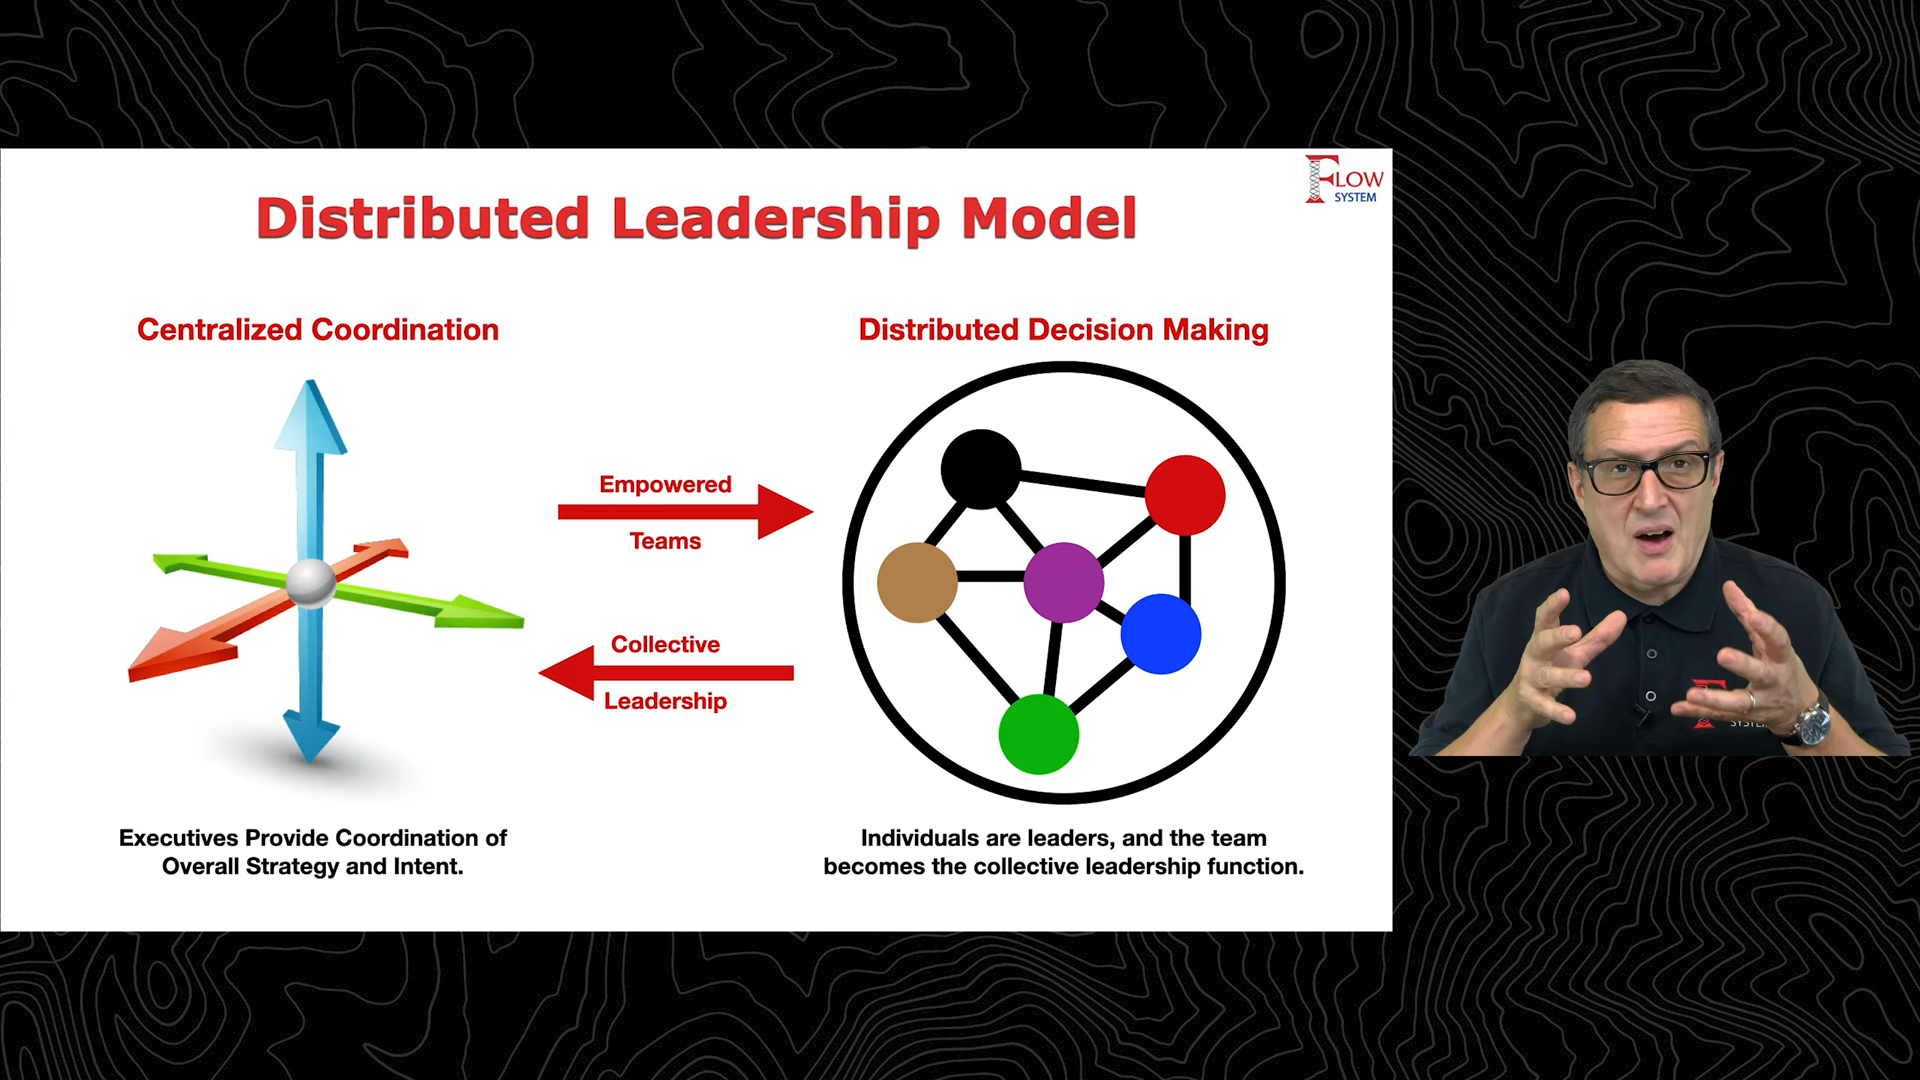 FLOW
SYSTEM
Distributed Leadership Model
Centralized Coordination
Distributed Decision Making
Empowered
Teams
Collective
Leadership
Executives Provide Coordination of
Overall Strategy and Intent.
Individuals are leaders, and the team
becomes the collective leadership function.